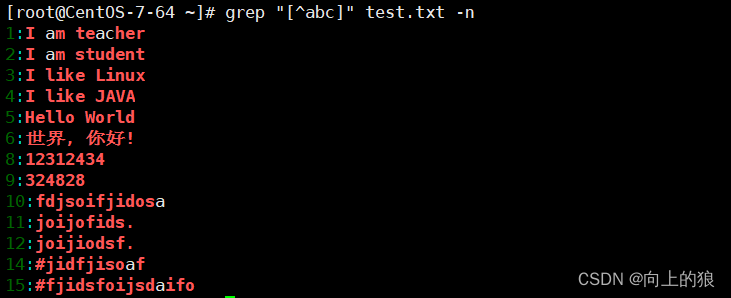 [root@CentOS-7-64 ~]# grep "[^abc]" test.txt -n
1:I am teacher
2:I am student
3:I like Linux
4:I like JAVA
5:Hello World
6:世界, 你好!
8:12312434
9:324828
10:fdjsoifjidosa
11:joijofids.
12:joijiodsf.
14:#jidfjisoaf
15:#fjidsfoijsdaifo
CSDN @向上的狼